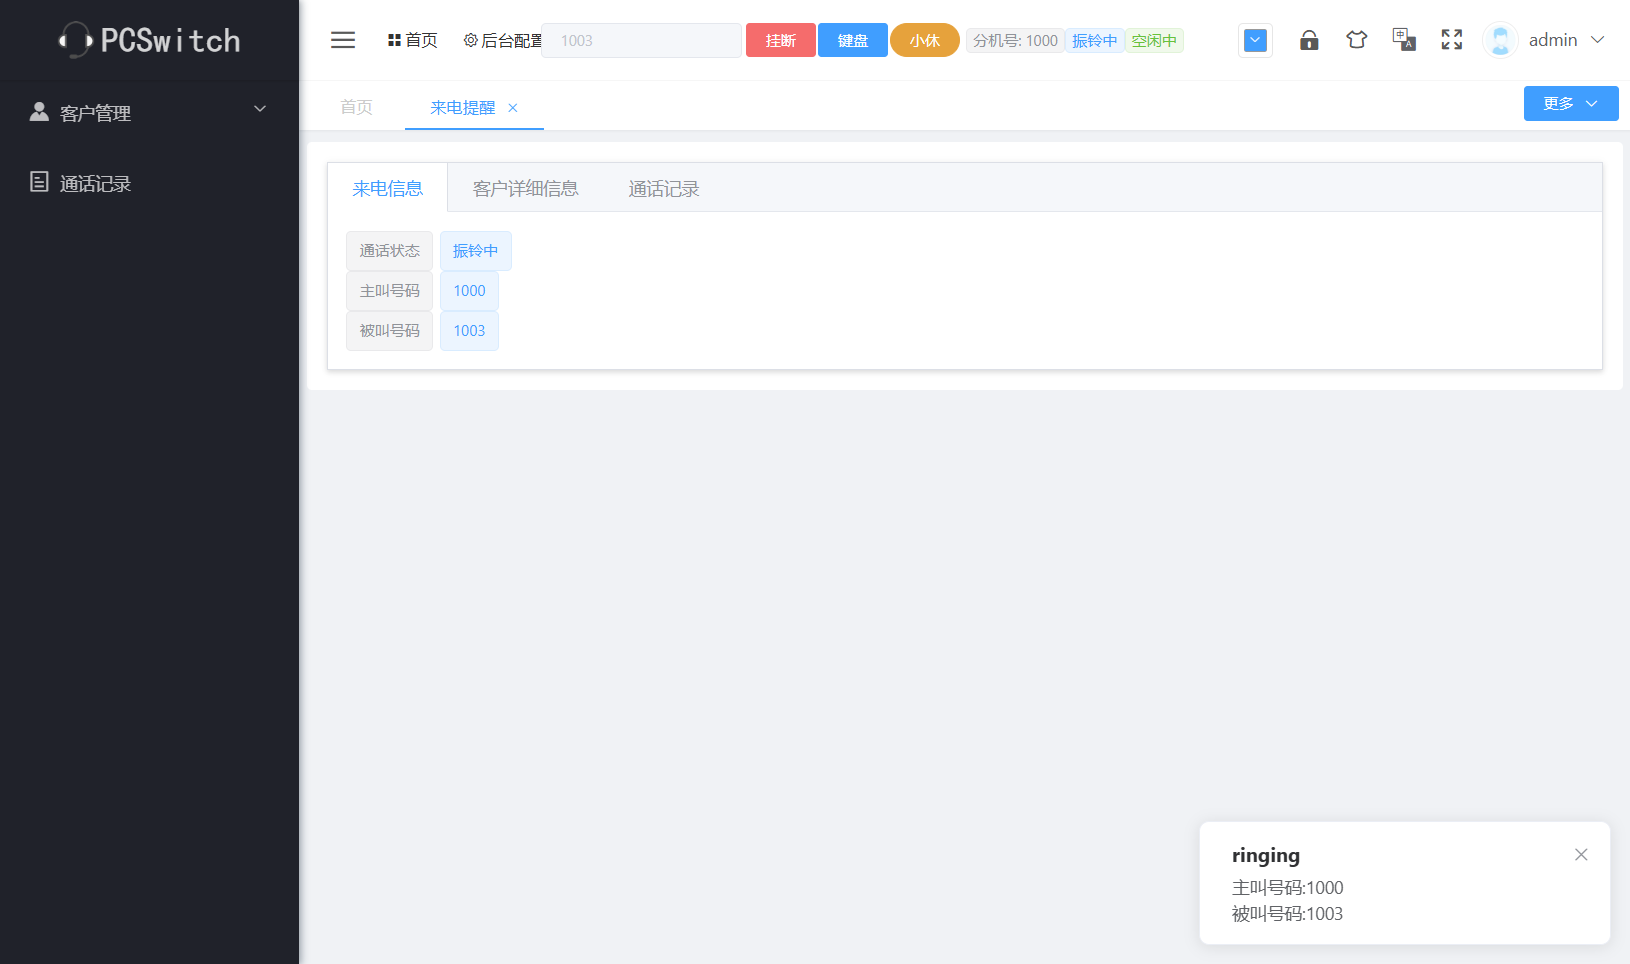 PCSwitch
首页
后台配置
1003
挂断
键盘
小休
分机号: 1000
振铃中
空闲中
中
A
admin
客户管理
通话记录
首页
来电提醒
更多
来电信息
客户详细信息
通话记录
通话状态
振铃中
主叫号码
1000
被叫号码
1003
ringing
主叫号码:1000
被叫号码:1003